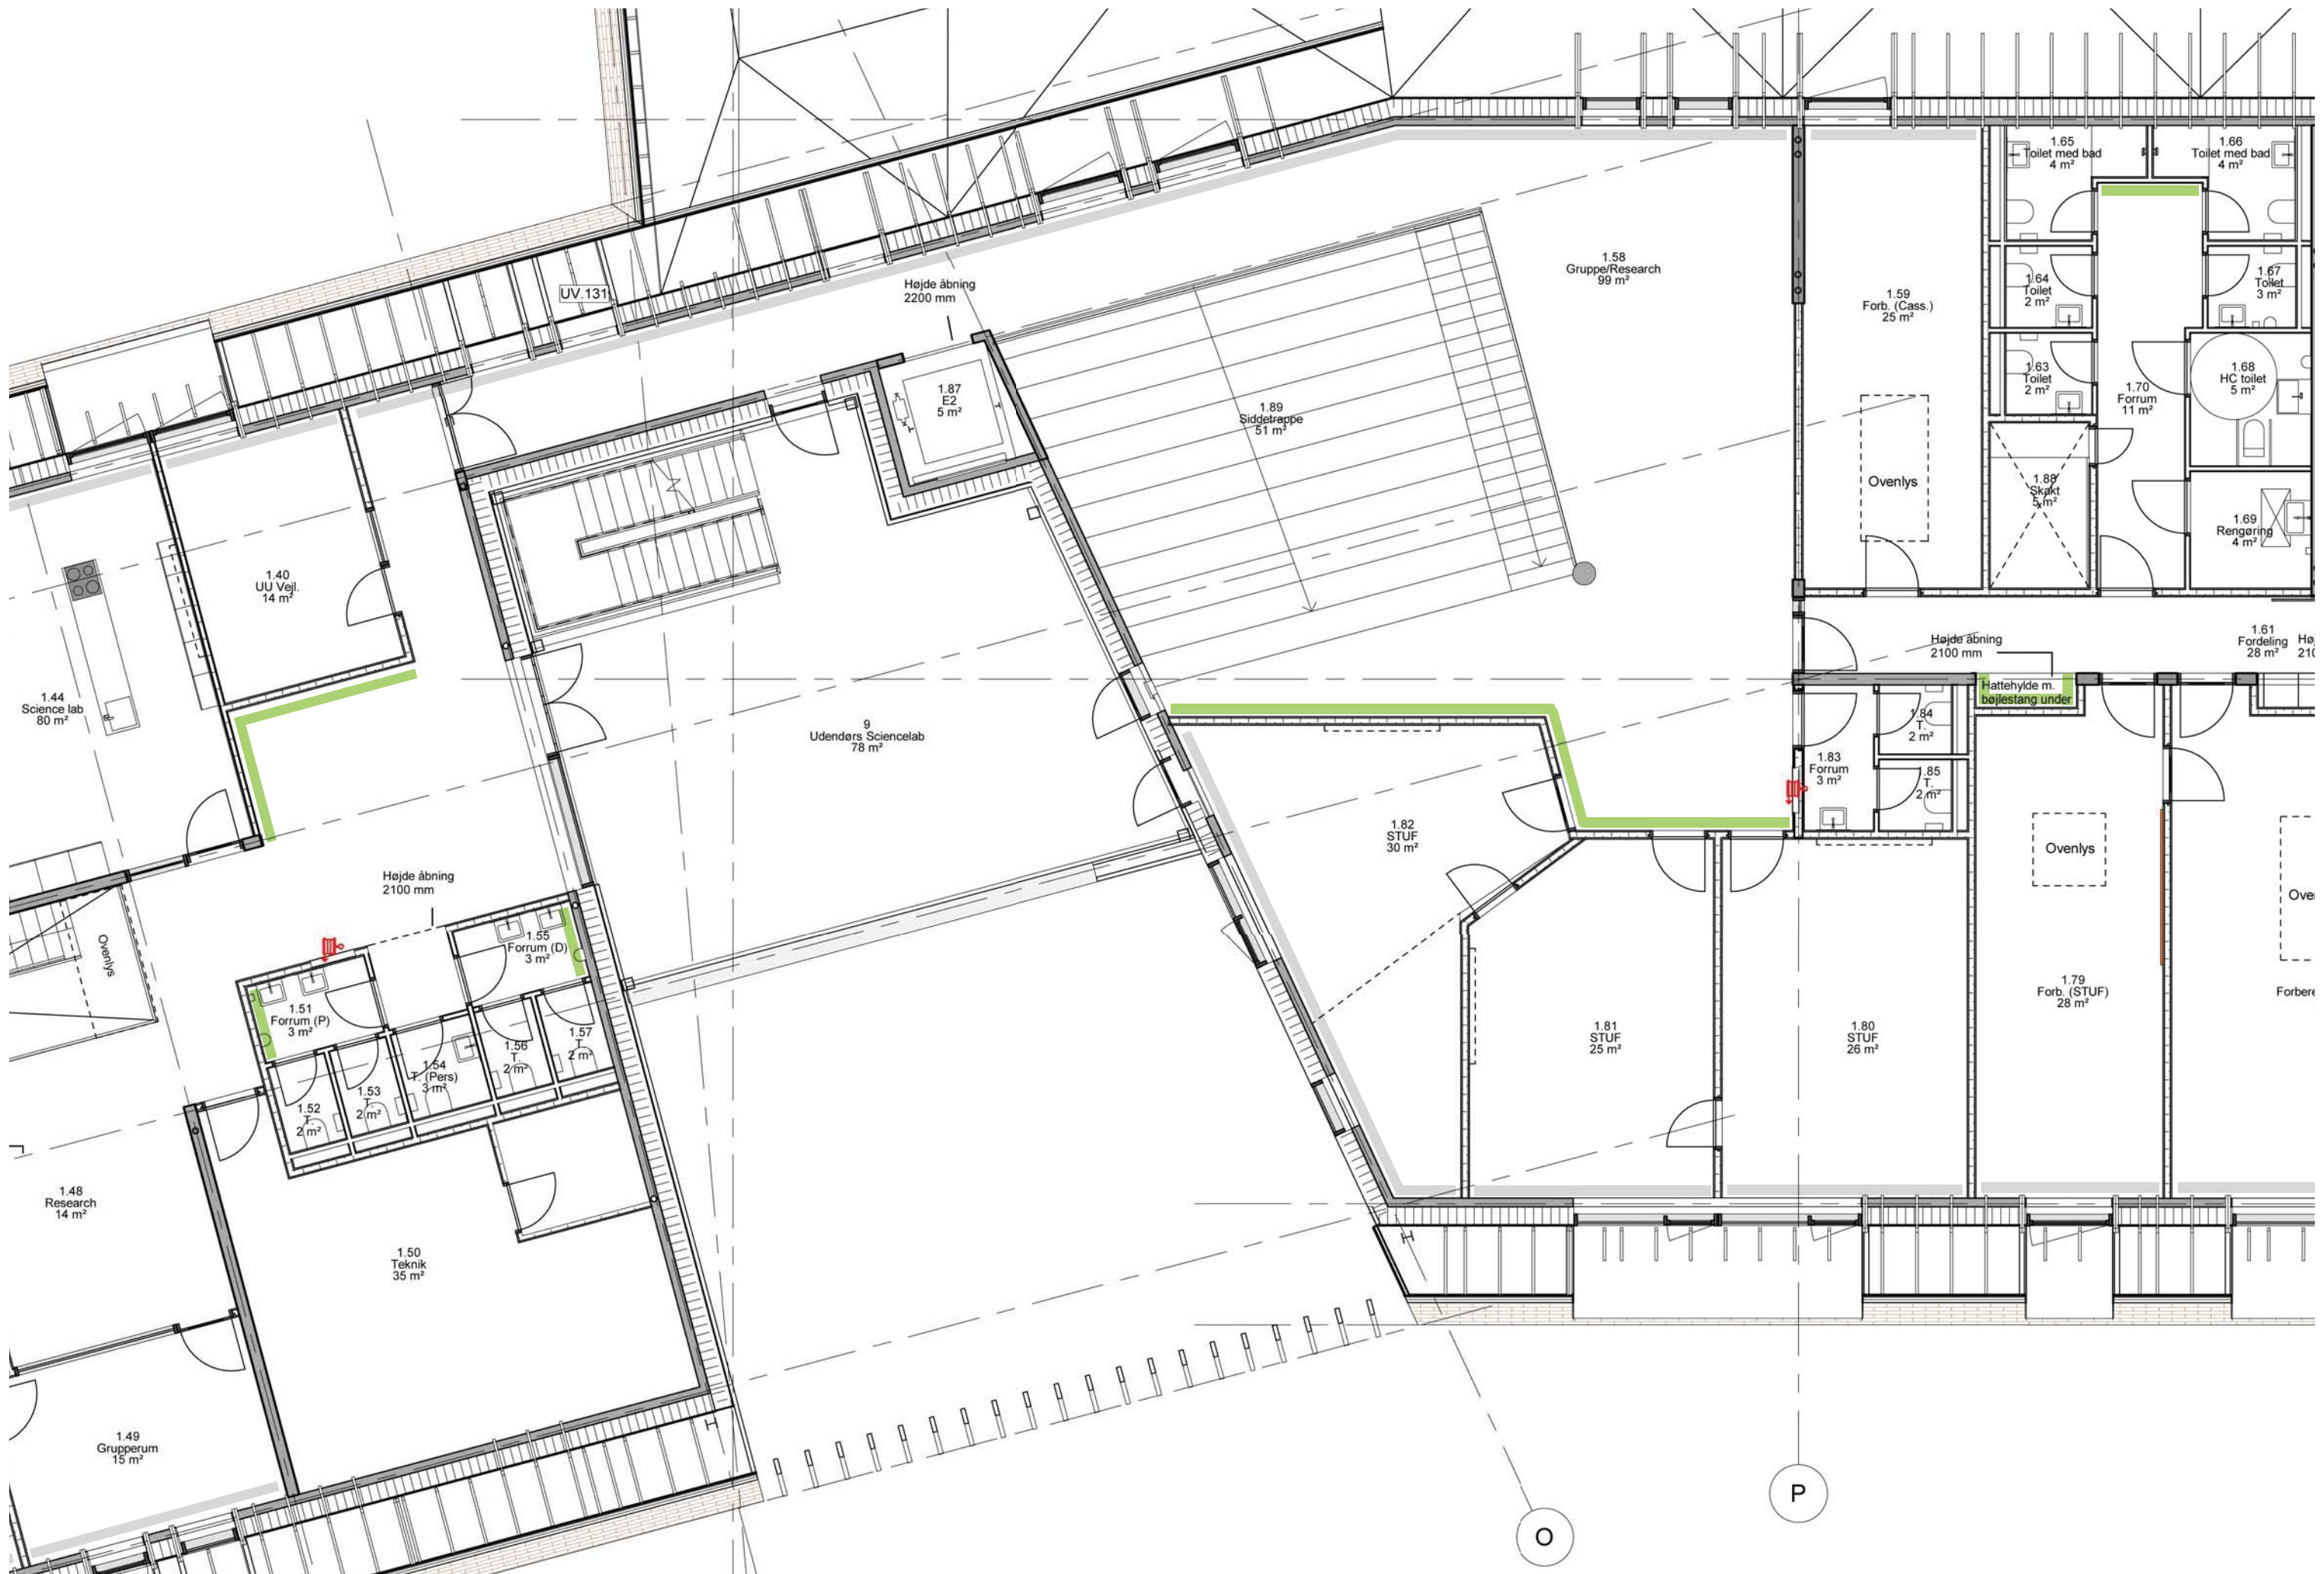 1.65
Toilet med bad
4 m²
1.66
Toilet med bad
4 m²
UV.131
Højde åbning
2200 mm
1.58
Gruppe/Research
99 m²
1.59
Forb. (Cass.)
25 m²
1.64
Toilet
2 m²
1.67
Toilet
3 m²
1.63
Toilet
2 m²
1.68
HC toilet
5 m²
1.70
Forrum
11 m²
1.87
E2
5 m²
1.89
Siddetrappe
51 m²
Ovenlys
1.88
Skakt
5 m²
1.69
Rengøring
4 m²
1.40
UU Vejl.
14 m²
1.44
Science lab
80 m²
9
Udendørs Sciencelab
78 m²
Højde åbning
2100 mm
1.61
Fordeling
28 m²
Høj
210
Hattehylde m.
bøjlestang under
1.84
T.
2 m²
1.83
Forrum
3 m²
1.85
T.
2 m²
1.82
STUF
30 m²
Ovenlys
Over
Højde åbning
2100 mm
Ovenlys
1.55
Forrum (D)
3 m²
1.51
Forrum (P)
3 m²
1.57
T.
2 m²
1.56
T.
2 m²
1.54
T. (Pers)
3 m²
1.53
T.
2 m²
1.52
T.
2 m²
1.81
STUF
25 m²
1.80
STUF
26 m²
1.79
Forb. (STUF)
28 m²
Forbere
1.48
Research
14 m²
1.50
Teknik
35 m²
1.49
Grupperum
15 m²
P
O